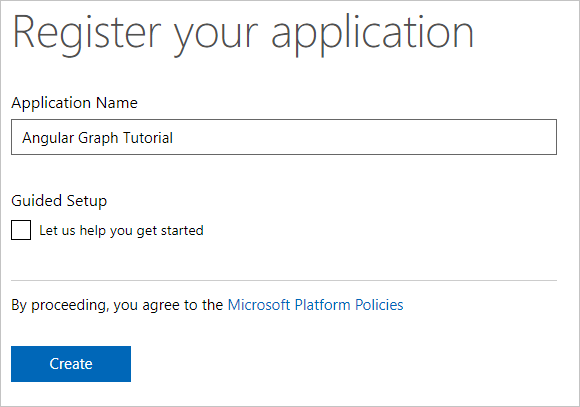 Register your application
Application Name
Angular Graph Tutorial
Guided Setup
Let us help you get started
By proceeding, you agree to the Microsoft Platform Policies
Create